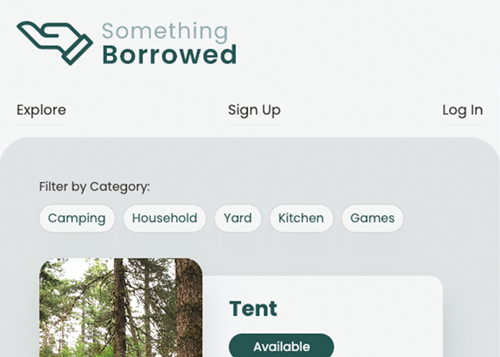 Something
Borrowed
Explore Sign Up Log In
Filter by Category:
Camping Household Yard Kitchen Games
Tent
Available